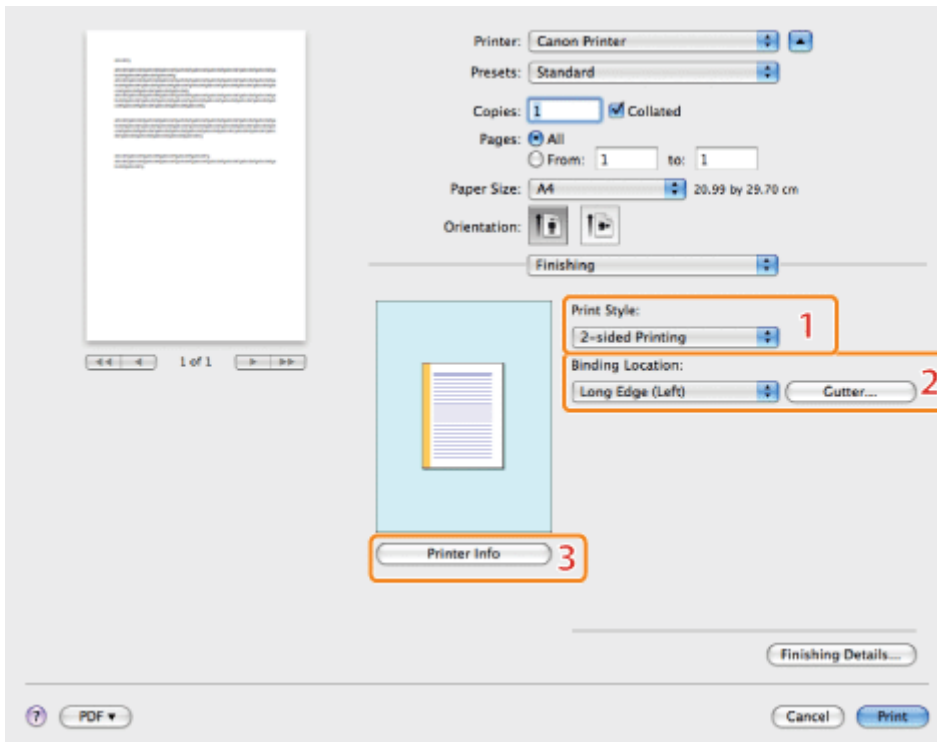 Printer: Canon Printer
Presets: Standard
Copies: 1 Collated
Pages: All
From: 1 to: 1
Paper Size: A4 20.99 by 29.70 cm
Orientation:
Finishing
1 of 1
Print Style:
2-sided Printing 1
Binding Location:
Long Edge (Left) Gutter... 2
Printer Info 3
Finishing Details...
? PDF Cancel Print